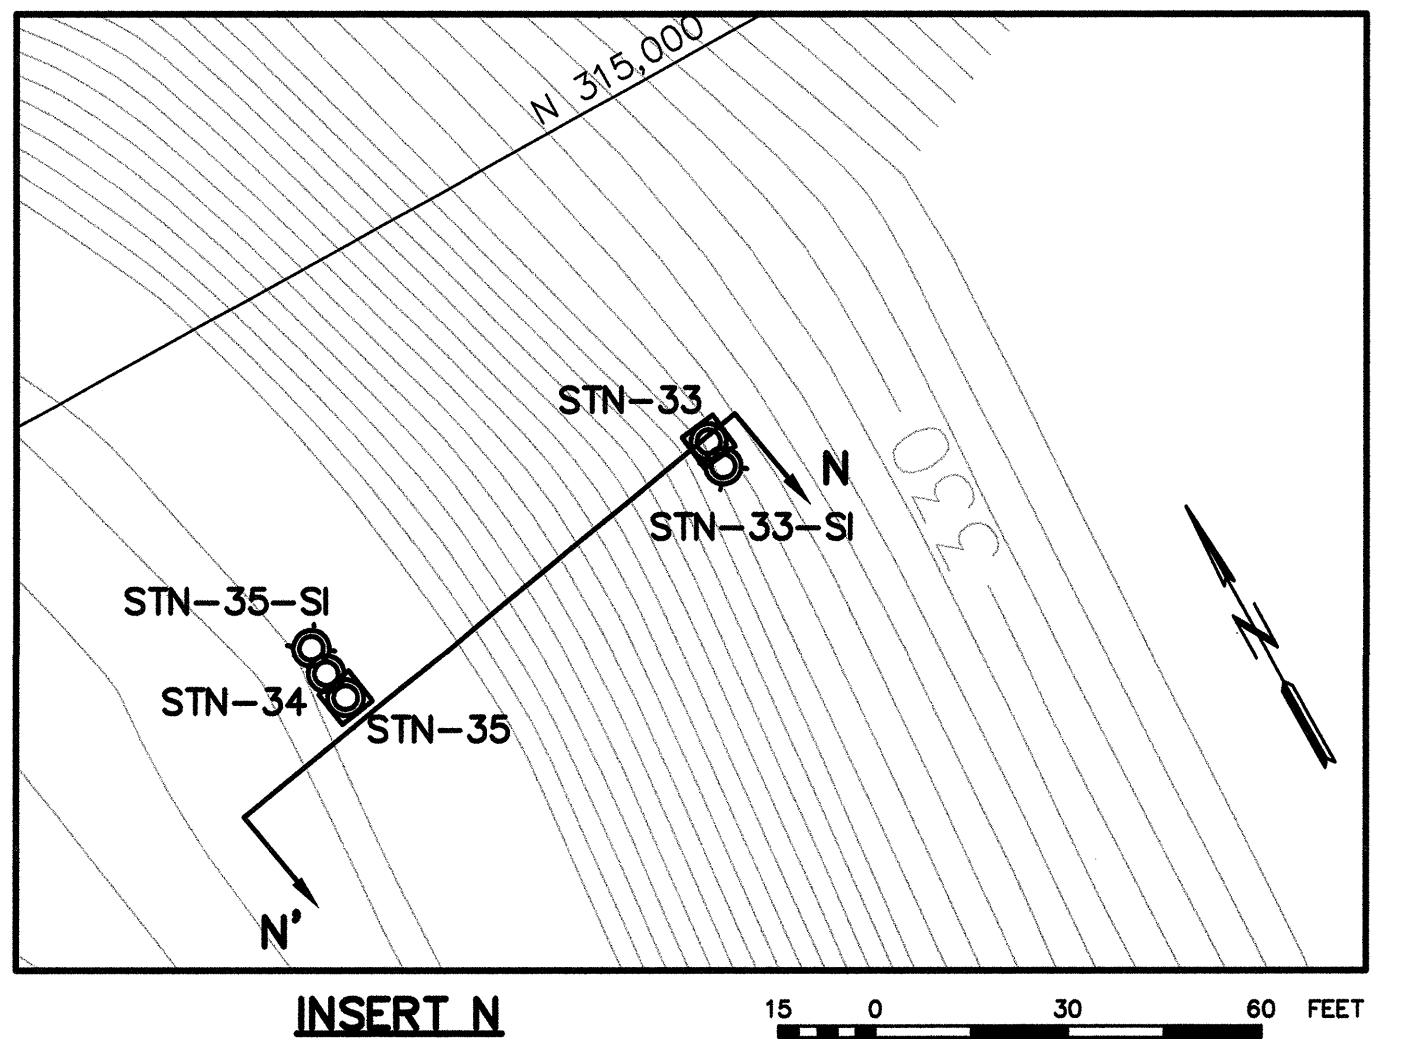 N 315,000
STN-33
N
STN-33-SI
330
N
STN-35-SI
STN-34
STN-35
N'
INSERT N
15 0 30 60 FEET